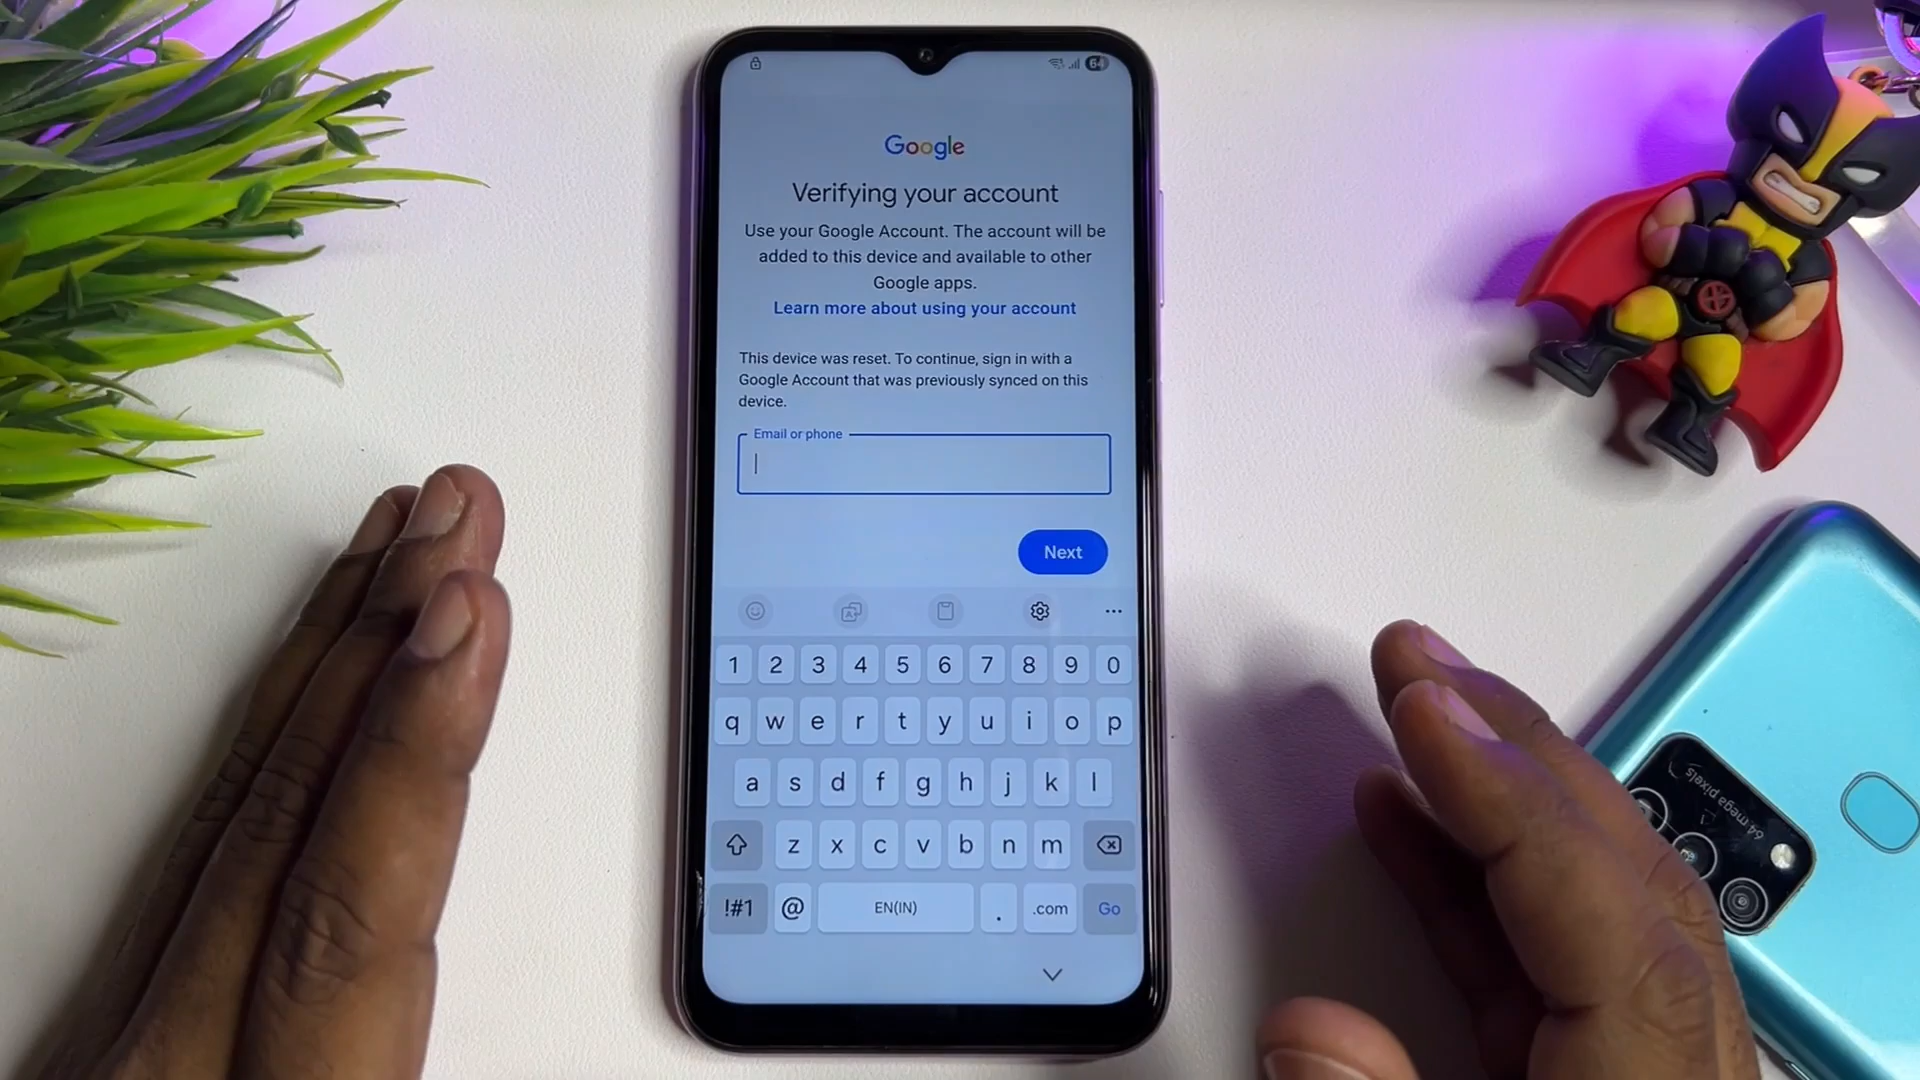 64
Google
Verifying your account
Use your Google Account. The account will be
added to this device and available to other
Google apps.
Learn more about using your account
This device was reset. To continue, sign in with a
Google Account that was previously synced on this
device.
Email or phone
Next
1 2 3 4 5 6 7 8 9 0
q w e r t y u i o p
a s d f g h j k l
z x c v b n m
!#1 @ EN(IN) . .com Go
64 mega pixels